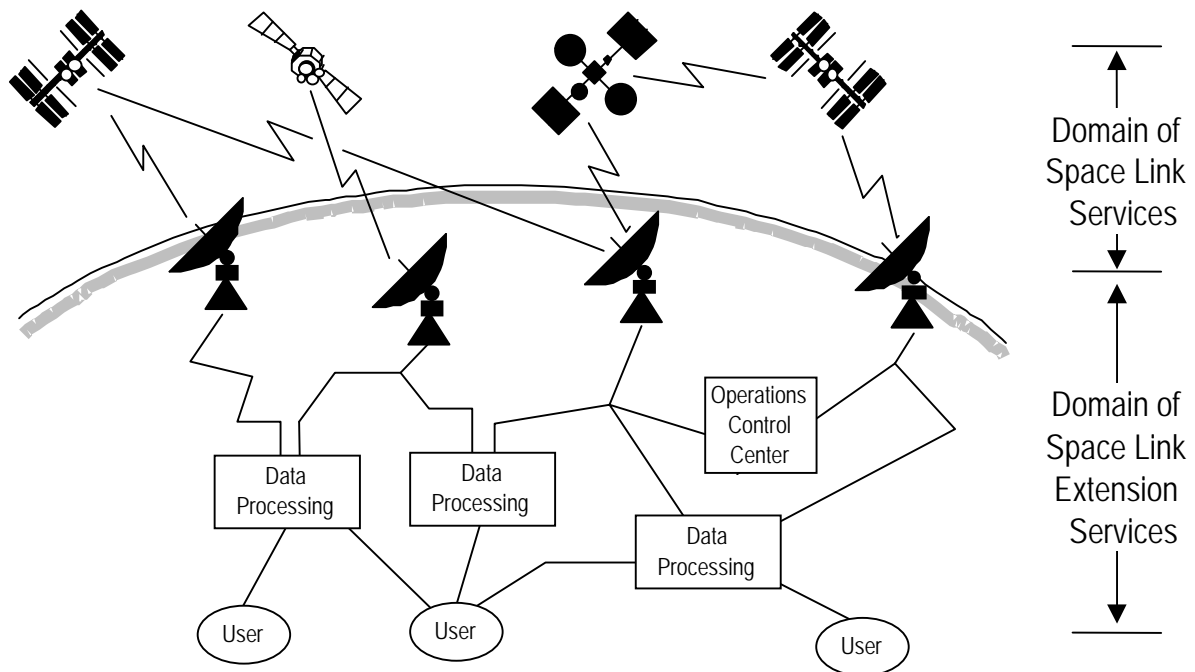 Domain of
Space Link
Services
Operations
Control
Center
Domain of
Space Link
Extension
Services
Data
Processing
Data
Processing
Data
Processing
User
User
User